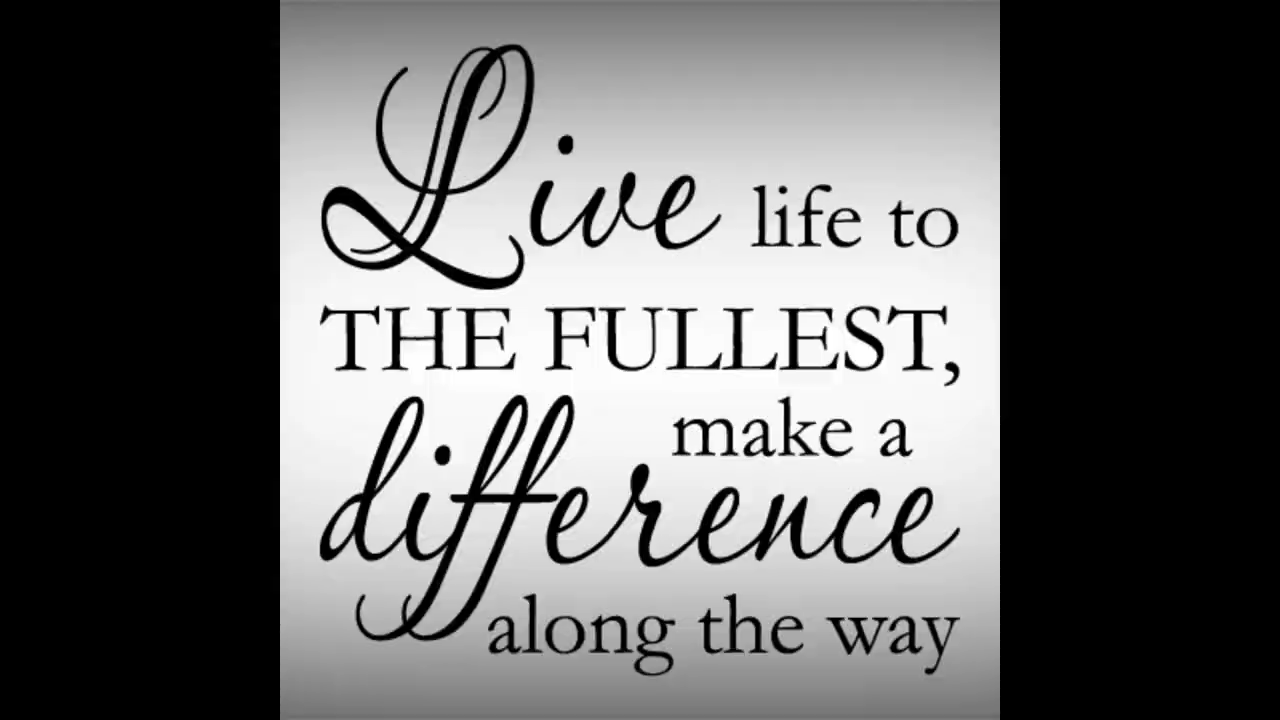 Live life to
THE FULLEST,
make a
difference
along the way